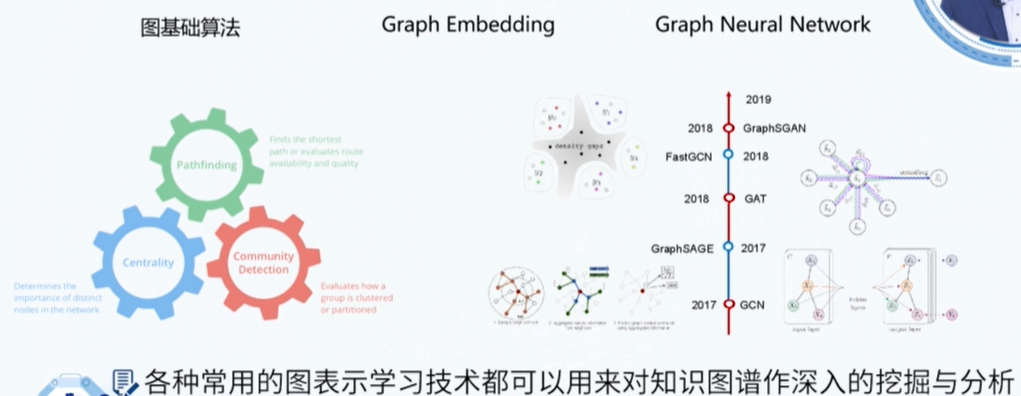 图基础算法
Graph Embedding
Graph Neural Network
Pathfinding
Finds the shortest
path or evaluates route
availability and quality
Centrality
Determines the
importance of distinct
nodes in the network
Community
Detection
Evaluates how a
group is clustered
or partitioned
density gaps
2019
2018 GraphSGAN
FastGCN 2018
2018 GAT
GraphSAGE 2017
2017 GCN
各种常用的图表示学习技术都可以用来对知识图谱作深入的挖掘与分析